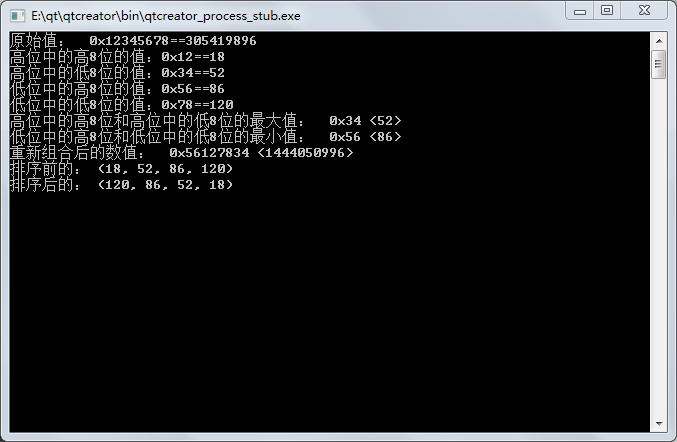 E:\qt\qtcreator\bin\qtcreator_process_stub.exe
原始值： 0x12345678==305419896
高位中的高8位的值：0x12==18
高位中的低8位的值：0x34==52
低位中的高8位的值：0x56==86
低位中的低8位的值：0x78==120
高位中的高8位和高位中的低8位的最大值： 0x34 <52>
低位中的高8位和低位中的低8位的最小值： 0x56 <86>
重新组合后的数值： 0x56127834 <1444050996>
排序前的： (18, 52, 86, 120)
排序后的： (120, 86, 52, 18)